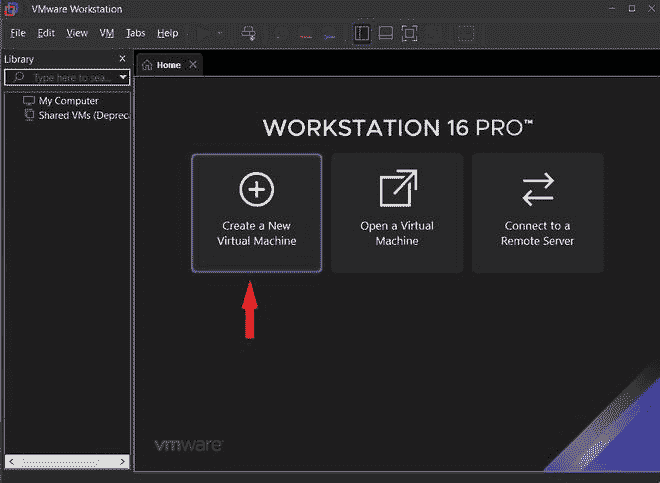 VMware Workstation
File Edit View VM Tabs Help
Library
Type here to sea...
Home
My Computer
Shared VMs (Deprec
WORKSTATION 16 PRO™
Create a New
Virtual Machine
Open a Virtual
Machine
Connect to a
Remote Server
vmware